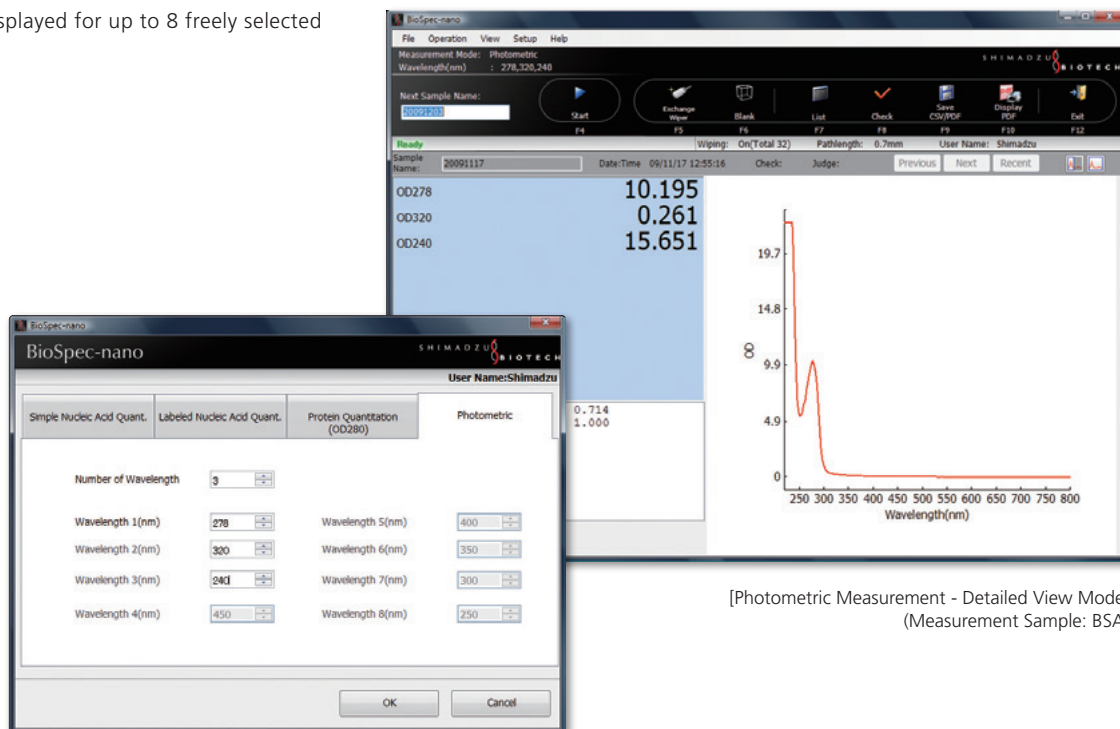 splayed for up to 8 freely selected
BioSpec-nano
File Operation View Setup Help
Measurement Mode: Photometric
Wavelength(nm) : 278,320,240
SHIMADZU BIOTECH
Next Sample Name:
20091203
Start
Exchange Wiper
Blank
List
Check
Save CSV/PDF
Display PDF
Exit
F4 F5 F6 F7 F8 F9 F10 F12
Ready Wiping: On(Total 32) Pathlength: 0.7mm User Name: Shimadzu
Sample Name: 20091117 Date:Time 09/11/17 12:55:16 Check: Judge: Previous Next Recent
OD278 10.195
OD320 0.261
OD240 15.651
0.714
1.000
19.7
14.8
9.9
4.9
0
OD
250 300 350 400 450 500 550 600 650 700 750 800
Wavelength(nm)
BioSpec-nano
BioSpec-nano SHIMADZU BIOTECH
User Name:Shimadzu
Simple Nucleic Acid Quant. Labeled Nucleic Acid Quant. Protein Quantitation (OD280) Photometric
Number of Wavelength 3
Wavelength 1(nm) 278 Wavelength 5(nm) 400
Wavelength 2(nm) 320 Wavelength 6(nm) 350
Wavelength 3(nm) 240 Wavelength 7(nm) 300
Wavelength 4(nm) 450 Wavelength 8(nm) 250
OK Cancel
[Photometric Measurement - Detailed View Mode
(Measurement Sample: BSA